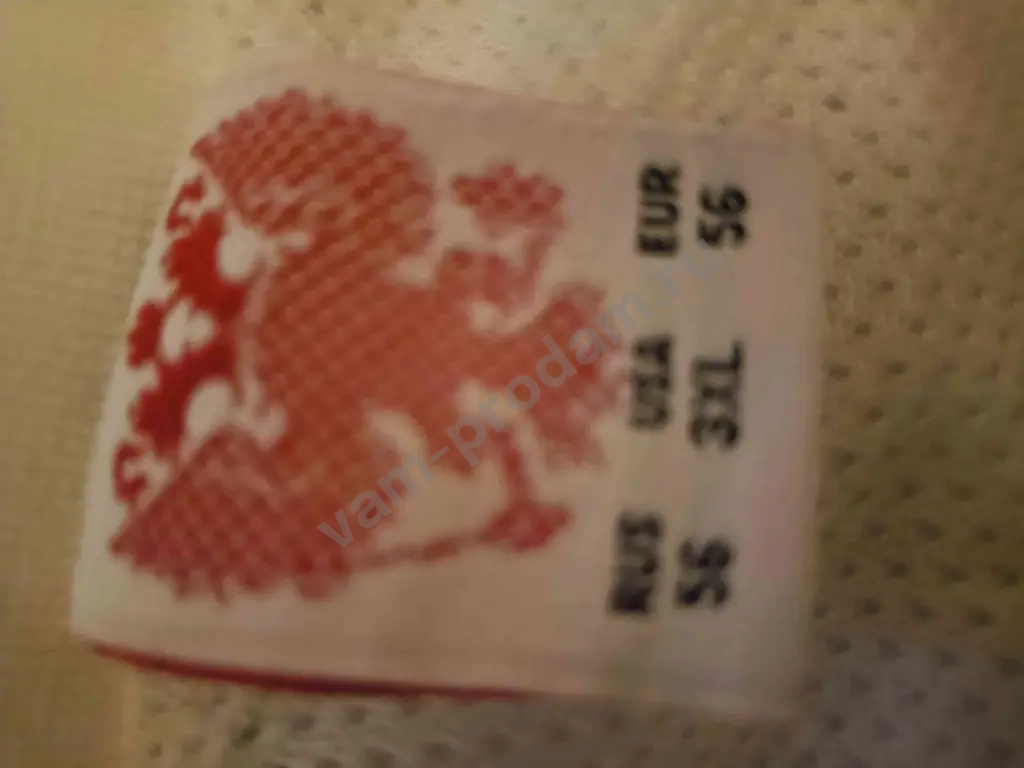 RUS USA EUR
56 3XL 56
vam-prodam.ru